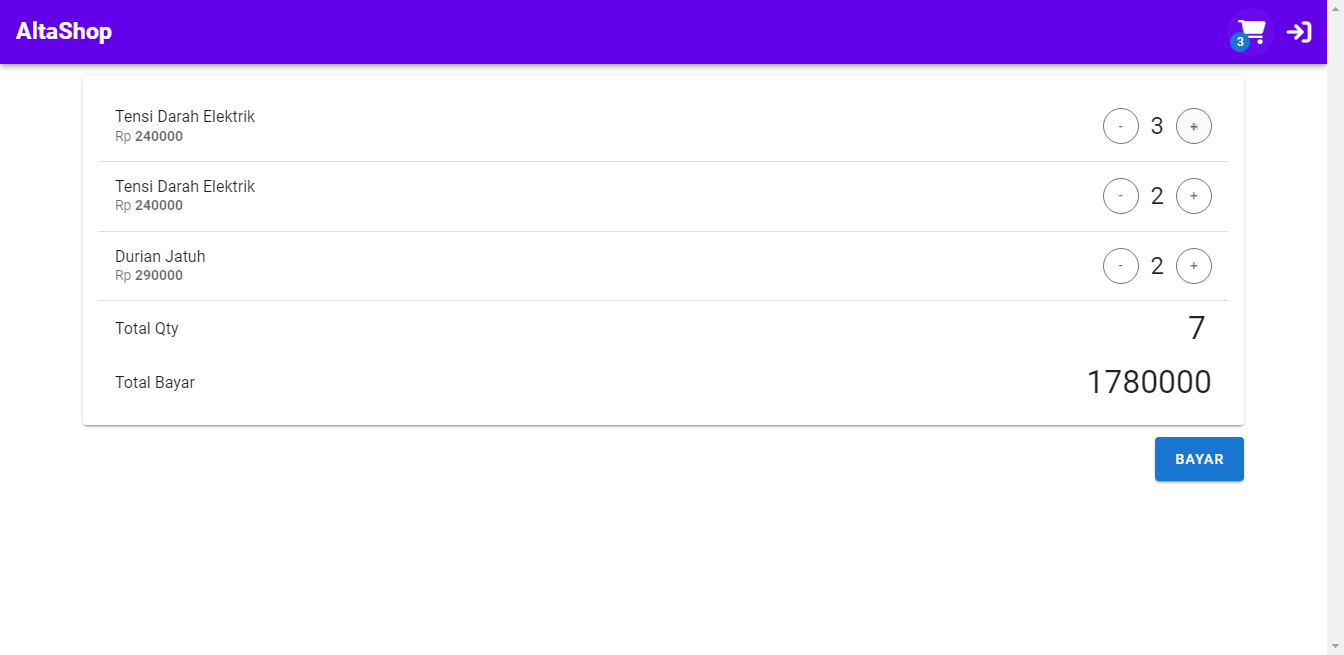 AltaShop
3
Tensi Darah Elektrik
Rp 240000
- 3 +
Tensi Darah Elektrik
Rp 240000
- 2 +
Durian Jatuh
Rp 290000
- 2 +
Total Qty 7
Total Bayar 1780000
BAYAR